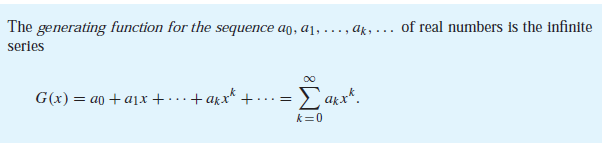 The generating function for the sequence a₀, a₁, . . . , aₖ, . . . of real numbers is the infinite
series
G(x) = a₀ + a₁x + · · · + aₖxᵏ + · · · = ∑_{k=0}^{∞} aₖxᵏ.